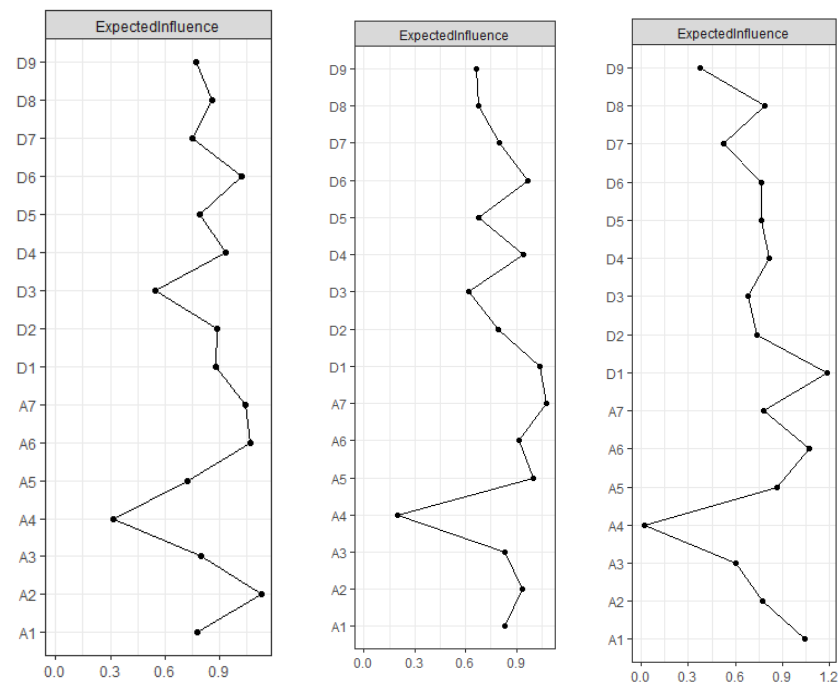 ExpectedInfluence
D9
D8
D7
D6
D5
D4
D3
D2
D1
A7
A6
A5
A4
A3
A2
A1
0.0 0.3 0.6 0.9
ExpectedInfluence
D9
D8
D7
D6
D5
D4
D3
D2
D1
A7
A6
A5
A4
A3
A2
A1
0.0 0.3 0.6 0.9
ExpectedInfluence
D9
D8
D7
D6
D5
D4
D3
D2
D1
A7
A6
A5
A4
A3
A2
A1
0.0 0.3 0.6 0.9 1.2